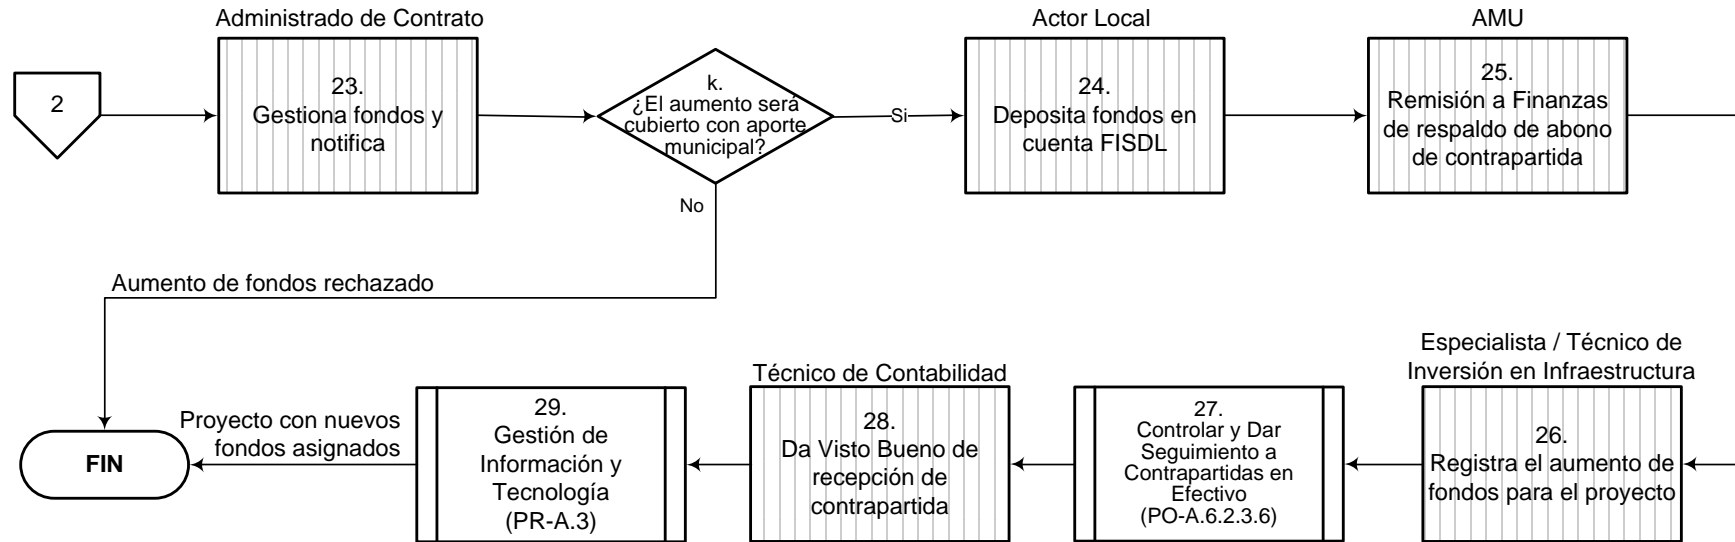 Administrado de Contrato
Actor Local
AMU
2
23.
Gestiona fondos y
notifica
k.
¿El aumento será
cubierto con aporte
municipal?
Si
24.
Deposita fondos en
cuenta FISDL
25.
Remisión a Finanzas
de respaldo de abono
de contrapartida
No
Aumento de fondos rechazado
Especialista / Técnico de
Inversión en Infraestructura
26.
Registra el aumento de
fondos para el proyecto
27.
Controlar y Dar
Seguimiento a
Contrapartidas en
Efectivo
(PO-A.6.2.3.6)
Técnico de Contabilidad
28.
Da Visto Bueno de
recepción de
contrapartida
29.
Gestión de
Información y
Tecnología
(PR-A.3)
Proyecto con nuevos
fondos asignados
FIN